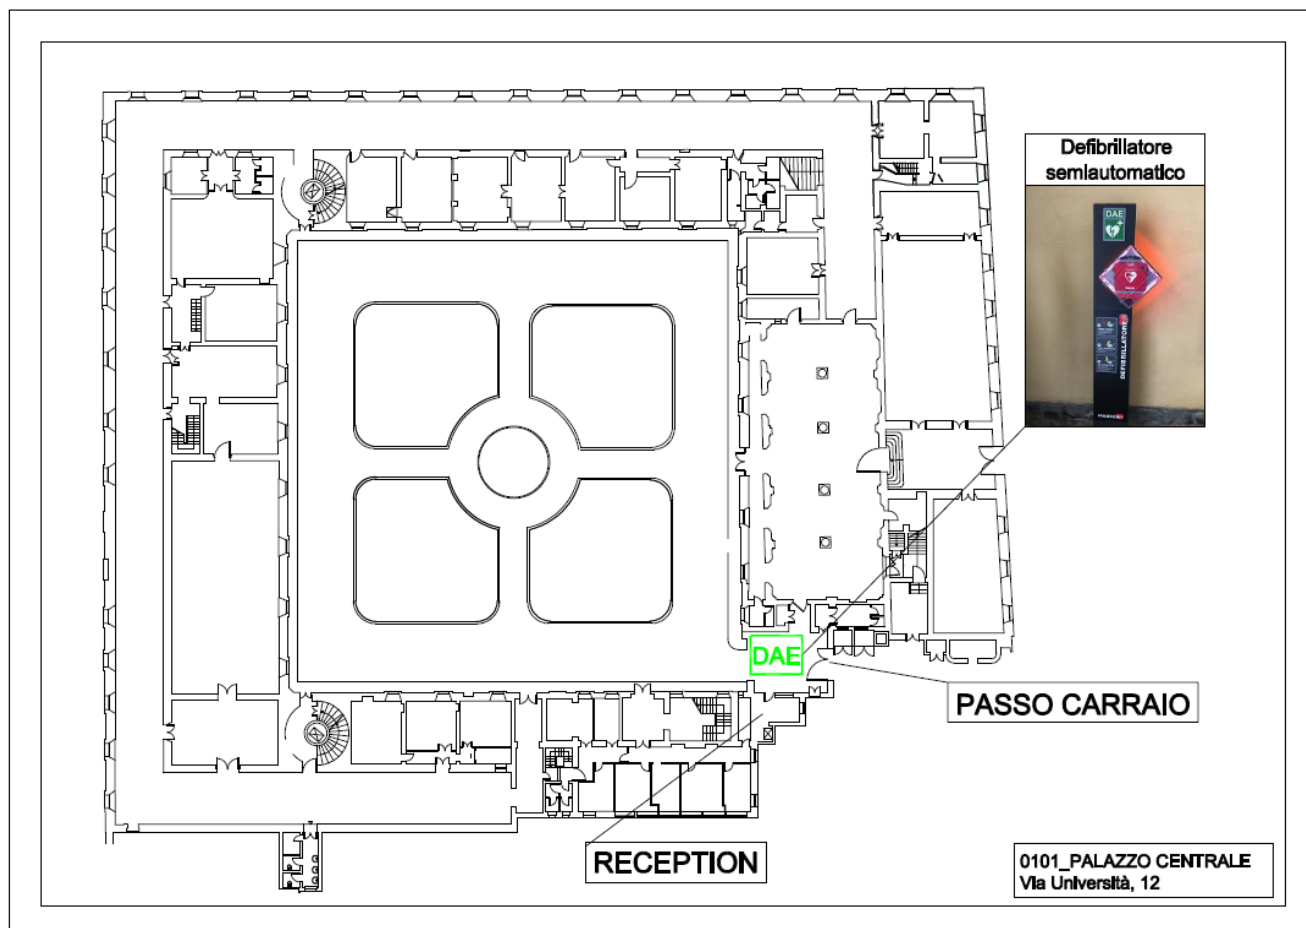 Defibrillatore
semiautomatico
DAE
DEFIBRILLATORE
DAE
PASSO CARRAIO
RECEPTION
0101_PALAZZO CENTRALE
Via Università, 12